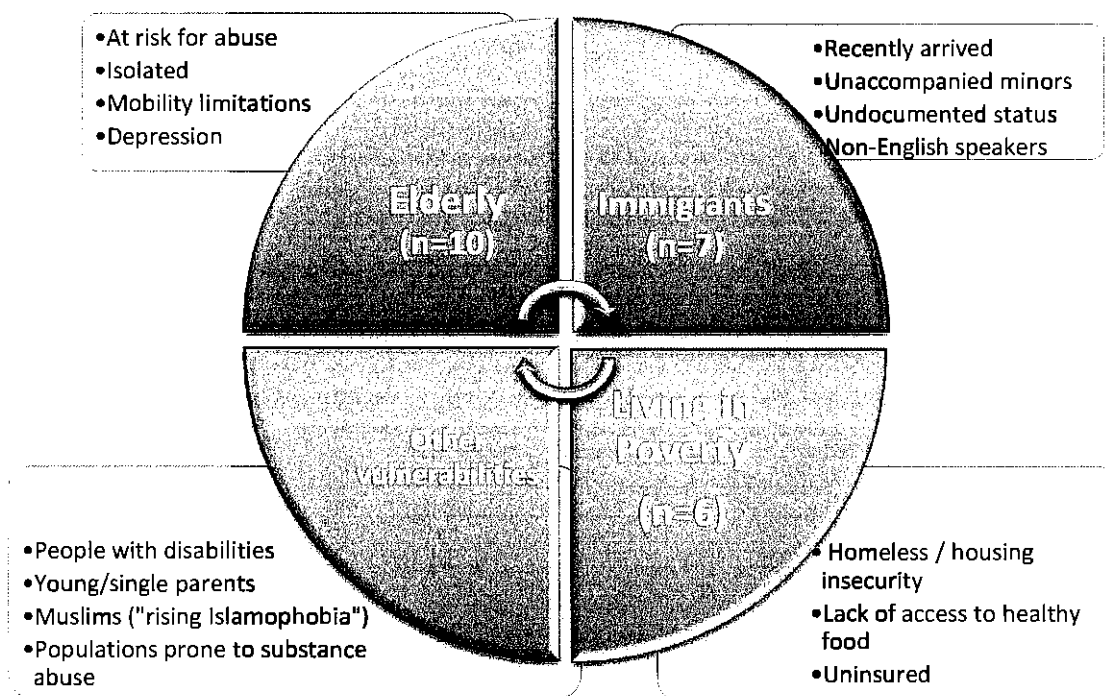 •At risk for abuse
•Isolated
•Mobility limitations
•Depression
•Recently arrived
•Unaccompanied minors
•Undocumented status
•Non-English speakers
Elderly
(n=10)
Immigrants
(n=7)
Other
vulnerabilities
Living in
Poverty
(n=6)
•People with disabilities
•Young/single parents
•Muslims ("rising Islamophobia")
•Populations prone to substance
abuse
•Homeless / housing
insecurity
•Lack of access to healthy
food
•Uninsured